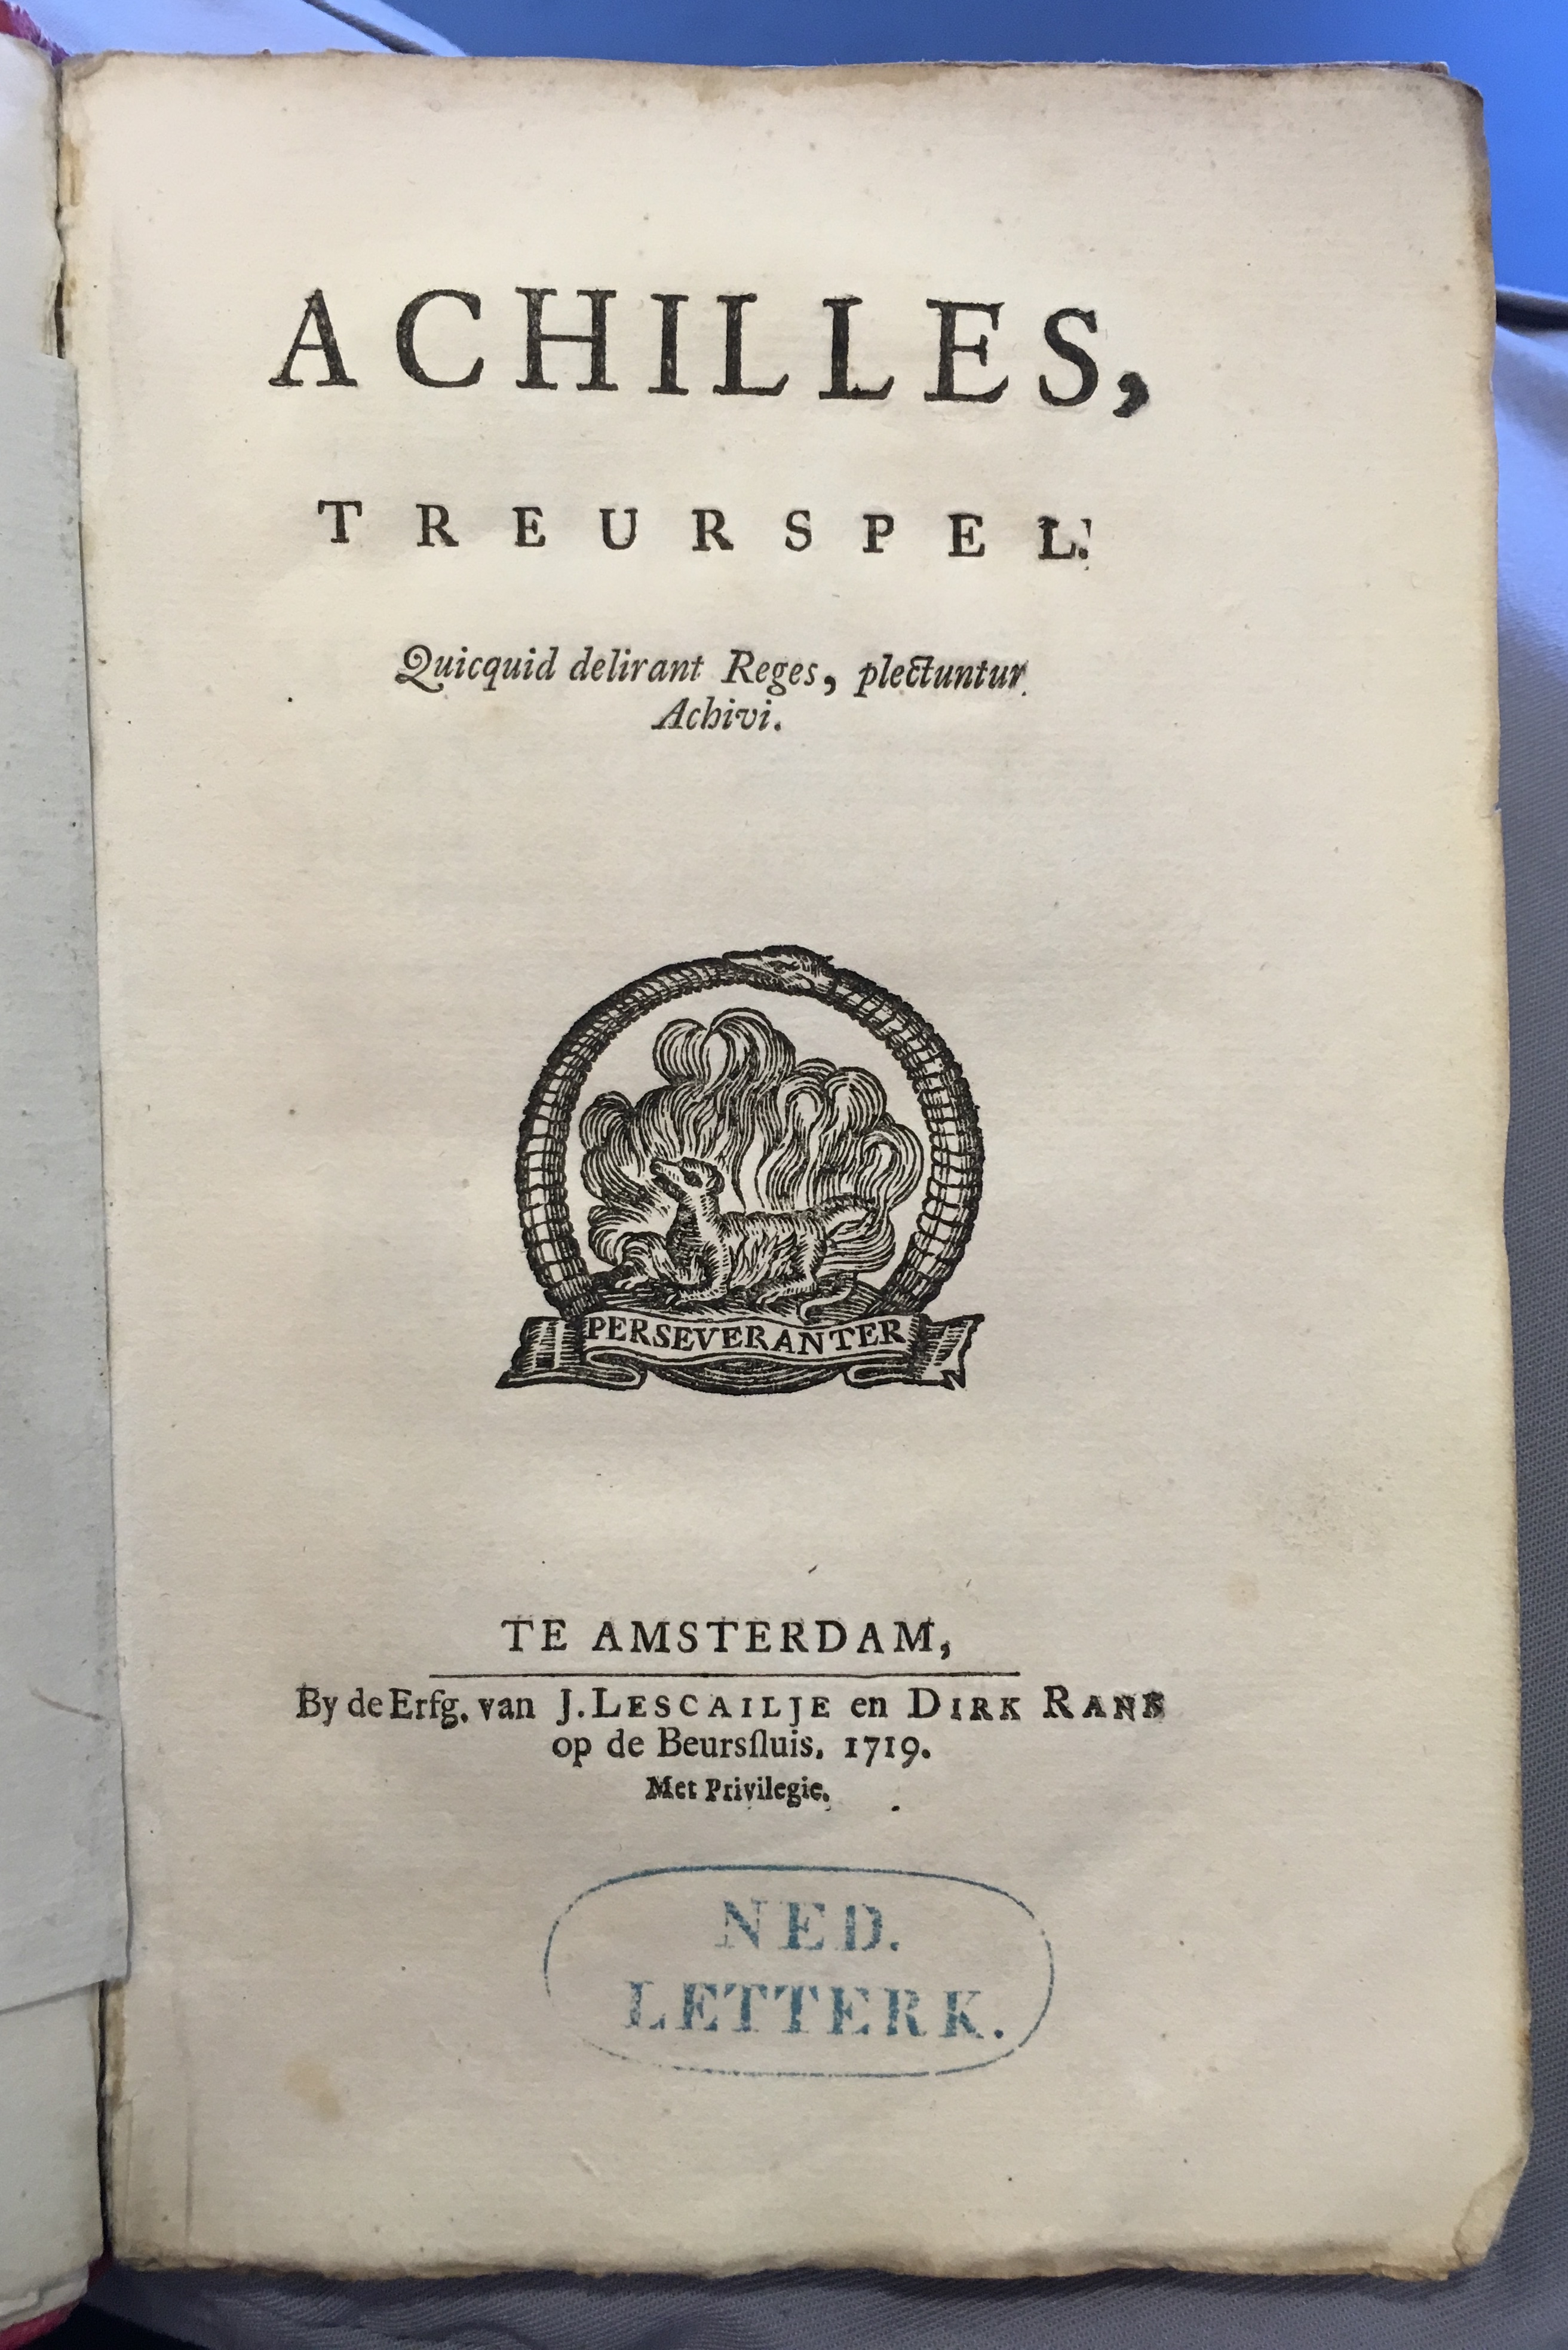 ACHILLES,
TREURSPEL.
Quicquid delirant Reges, plectuntur
Achivi.
PERSEVERANTER
TE AMSTERDAM,
By de Erfg. van J. LESCAILJE en DIRK RANK
op de Beursſluis. 1719.
Met Privilegie.
NED.
LETTERK.